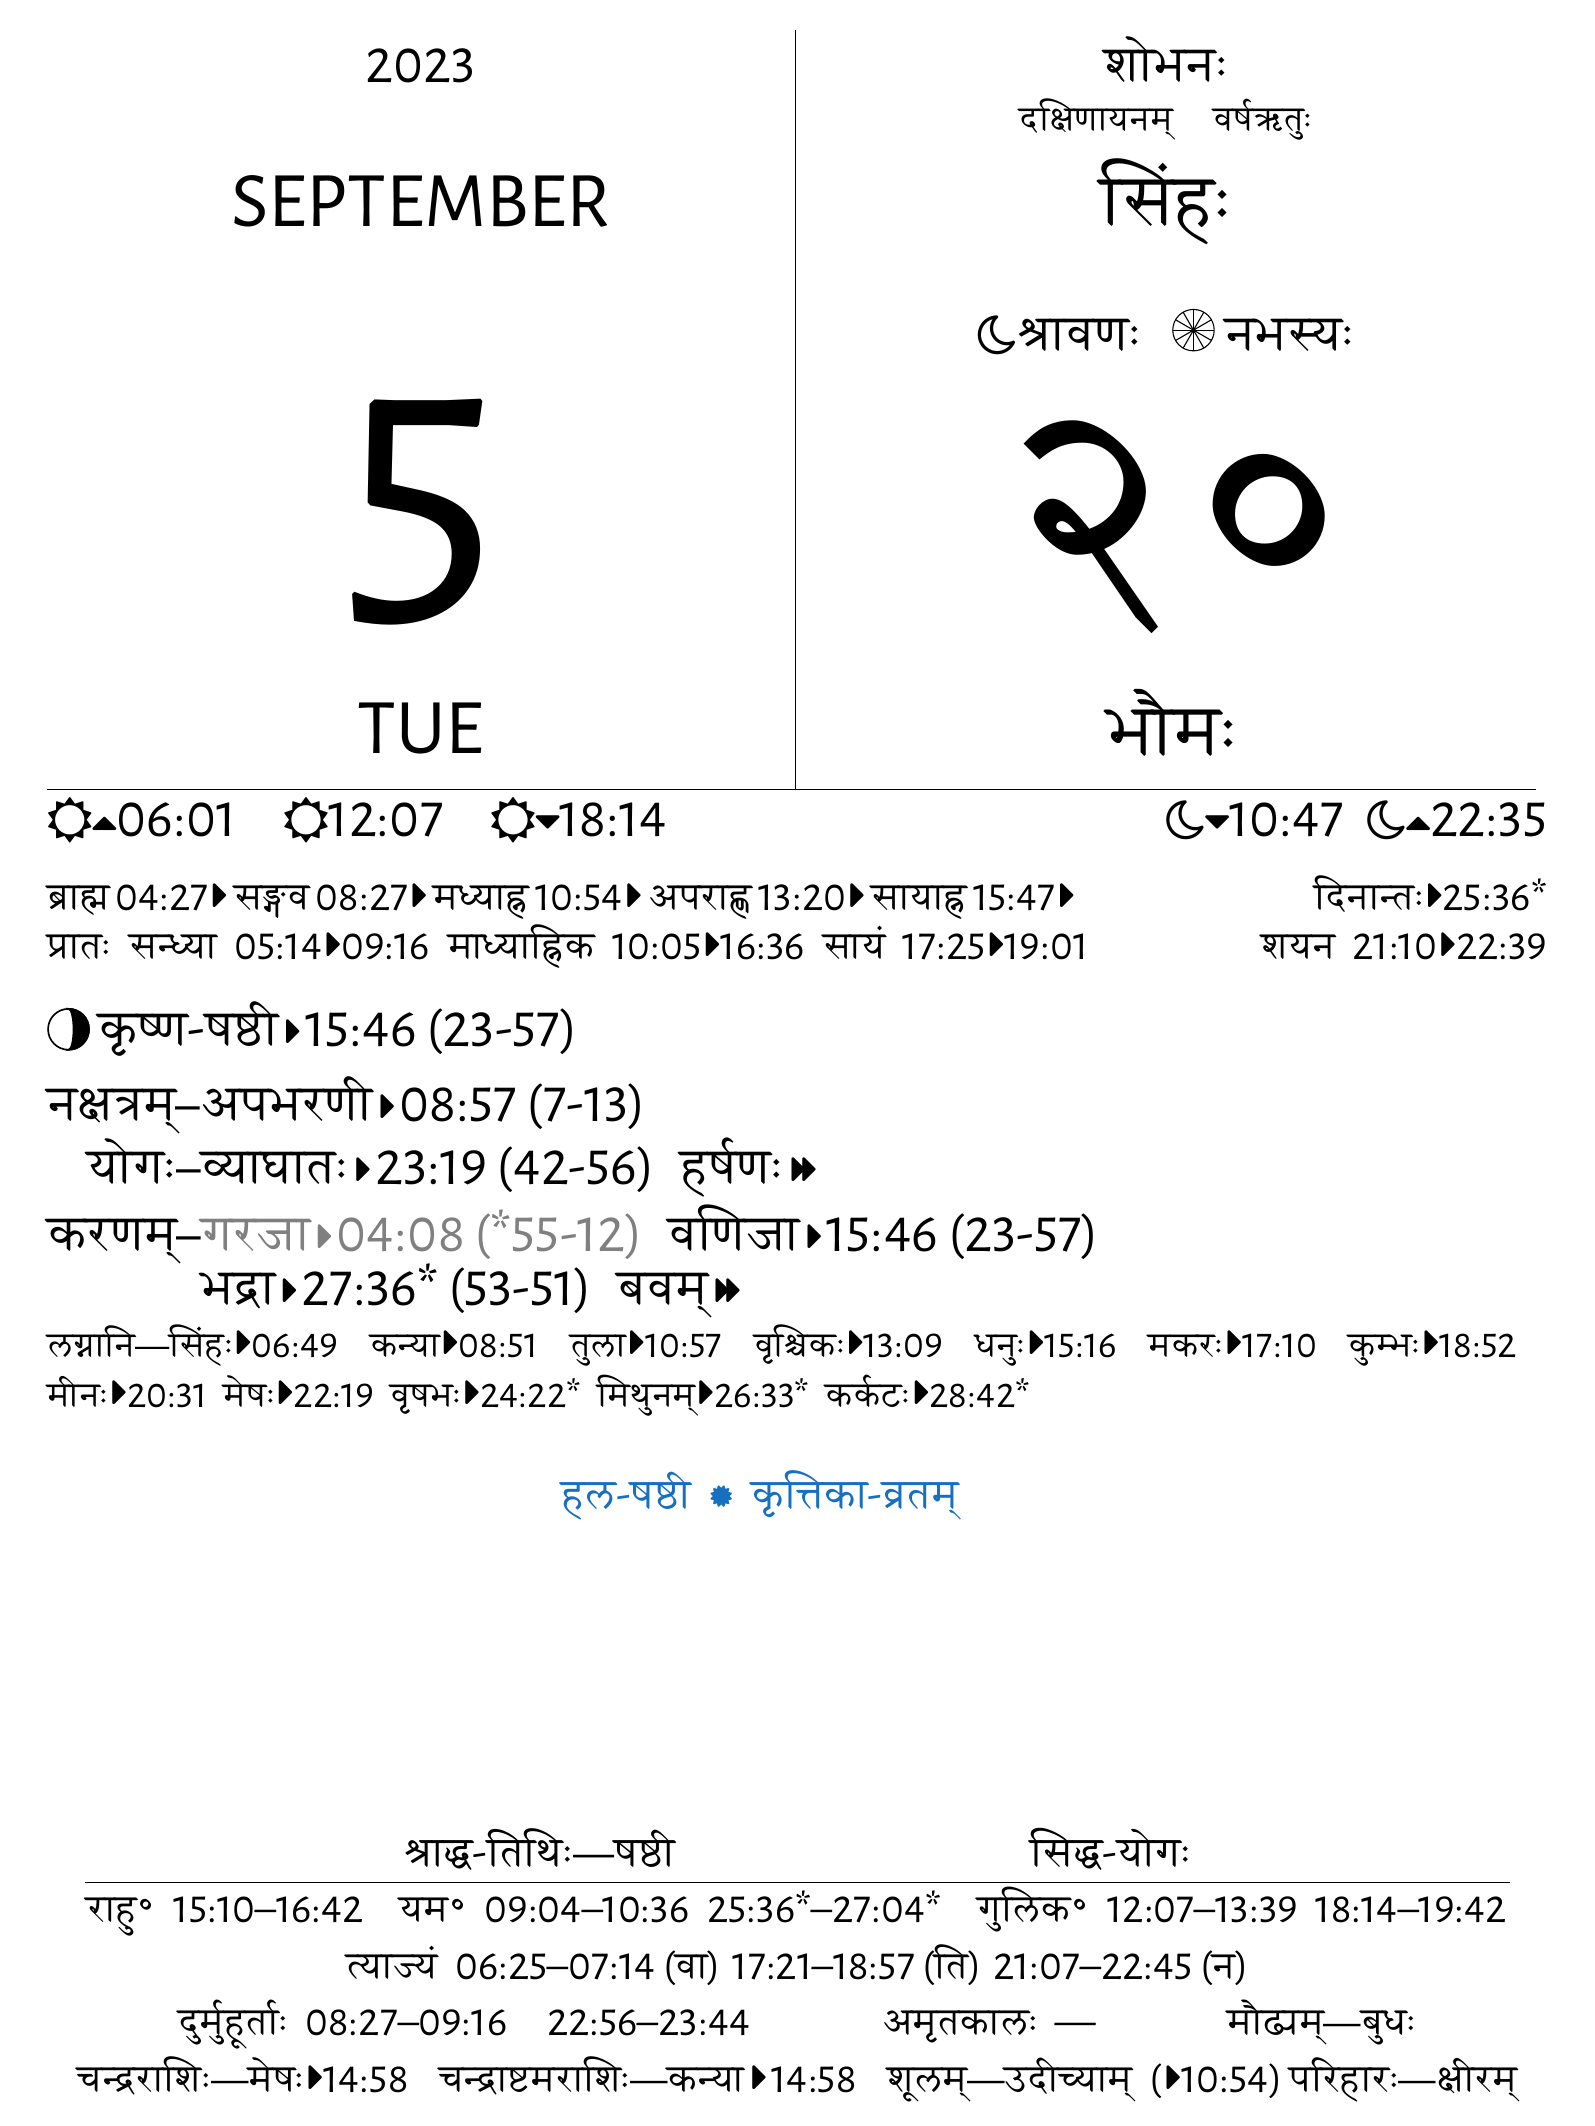 2023
SEPTEMBER
5
TUE
शोभनः
दक्षिणायनम् वर्षऋतुः
सिंहः
श्रावणः नभस्यः
२०
भौमः
06:01 12:07 18:14 10:47 22:35
ब्राह्म 04:27 सङ्गव 08:27 मध्याह्न 10:54 अपराह्ण 13:20 सायाह्न 15:47 दिनान्तः 25:36*
प्रातः सन्ध्या 05:14 09:16 माध्याह्निक 10:05 16:36 सायं 17:25 19:01 शयन 21:10 22:39
कृष्ण-षष्ठी 15:46 (23-57)
नक्षत्रम्–अपभरणी 08:57 (7-13)
योगः–व्याघातः 23:19 (42-56) हर्षणः
करणम्–गरजा 04:08 (*55-12) वणिजा 15:46 (23-57)
भद्रा 27:36* (53-51) बवम्
लग्नानि—सिंहः 06:49 कन्या 08:51 तुला 10:57 वृश्चिकः 13:09 धनुः 15:16 मकरः 17:10 कुम्भः 18:52
मीनः 20:31 मेषः 22:19 वृषभः 24:22* मिथुनम् 26:33* कर्कटः 28:42*
हल-षष्ठी कृत्तिका-व्रतम्
श्राद्ध-तिथिः—षष्ठी सिद्ध-योगः
राहु॰ 15:10–16:42 यम॰ 09:04–10:36 25:36*–27:04* गुलिक॰ 12:07–13:39 18:14–19:42
त्याज्यं 06:25–07:14 (वा) 17:21–18:57 (ति) 21:07–22:45 (न)
दुर्मुहूर्ताः 08:27–09:16 22:56–23:44 अमृतकालः — मौढ्यम्—बुधः
चन्द्रराशिः—मेषः 14:58 चन्द्राष्टमराशिः—कन्या 14:58 शूलम्—उदीच्याम् (10:54) परिहारः—क्षीरम्